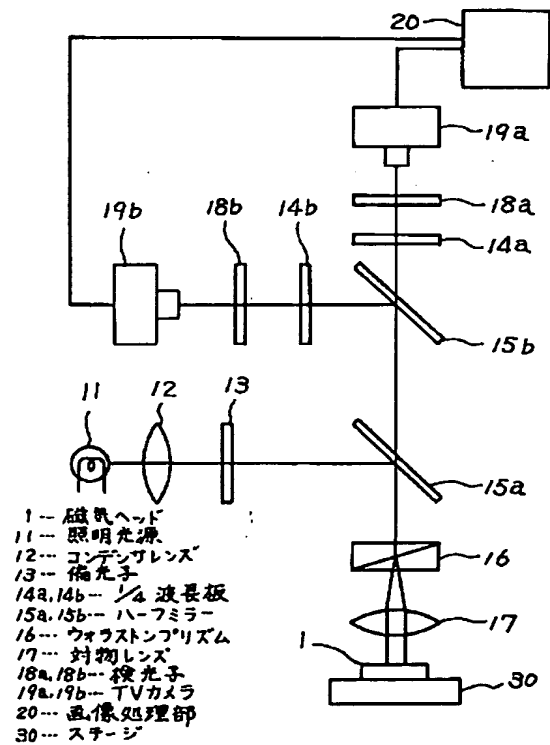 20
19a
18a
14a
19b
18b
14b
15b
11
12
13
15a
16
17
1
30
1… 磁気ヘッド
11… 照明光源
12… コンデンサレンズ
13… 偏光子
14a,14b… 1/4 波長板
15a,15b… ハーフミラー
16… ウォラストンプリズム
17… 対物レンズ
18a,18b… 検光子
19a,19b… TVカメラ
20… 画像処理部
30… ステージ